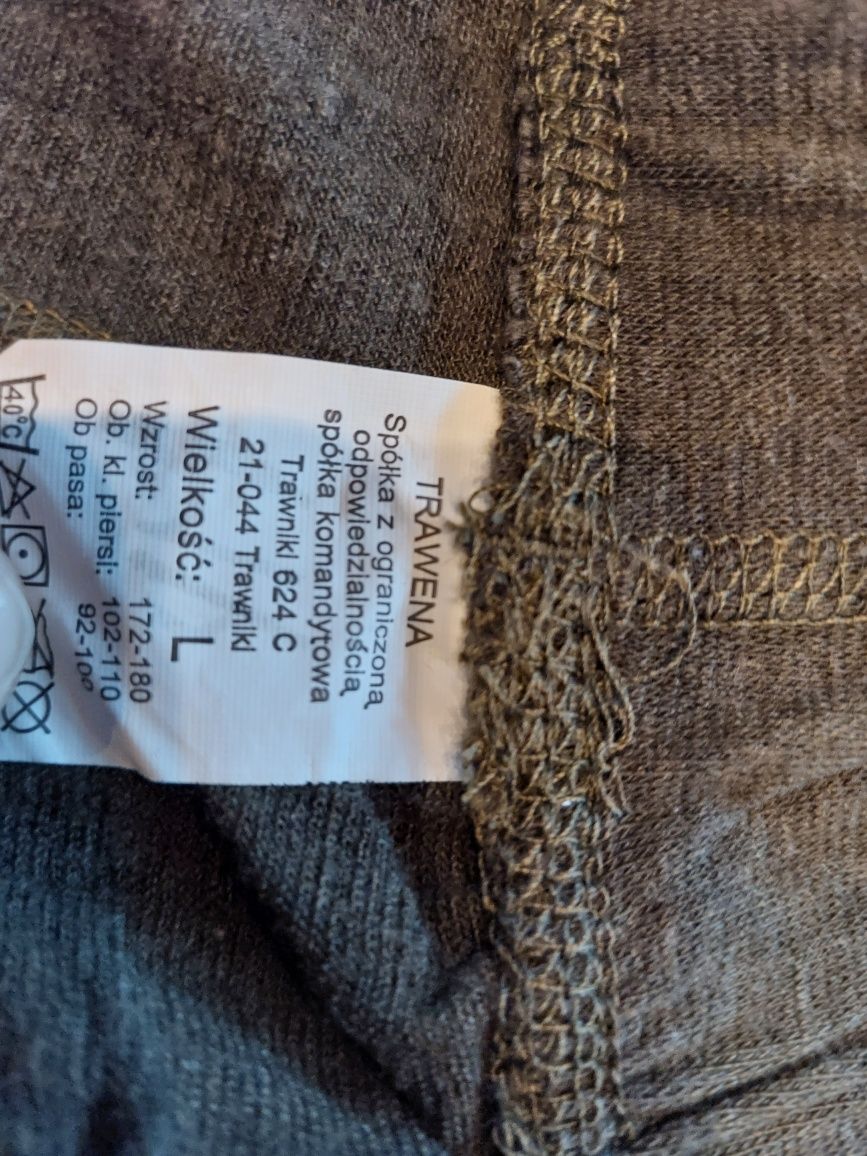 TRAWENA
Spółka z ograniczoną
odpowiedzialnością
spółka komandytowa
Trawniki 624 C
21-044 Trawniki
Wielkość: L
Wzrost: 172-180
Ob. kl. piersi: 102-110
Ob pasa: 92-100
40°C